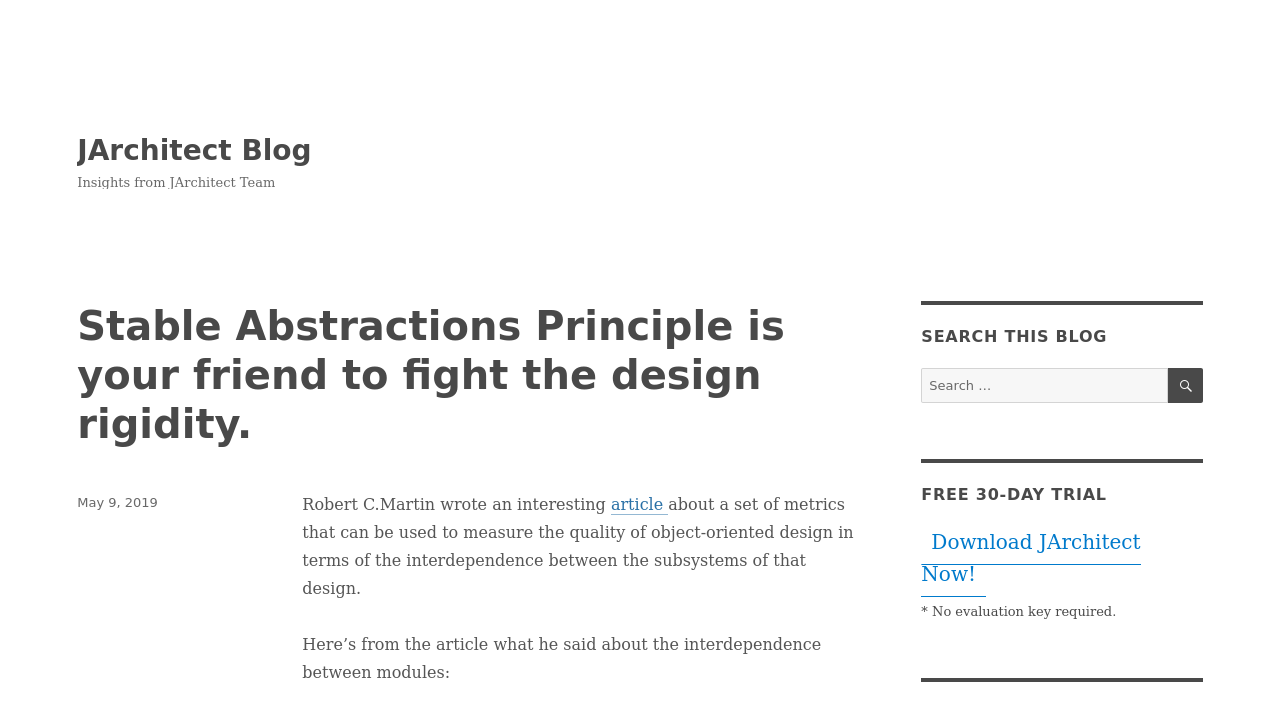 JArchitect Blog
Insights from JArchitect Team
Stable Abstractions Principle is
your friend to fight the design
rigidity.
May 9, 2019
Robert C.Martin wrote an interesting article about a set of metrics
that can be used to measure the quality of object-oriented design in
terms of the interdependence between the subsystems of that
design.
Here’s from the article what he said about the interdependence
between modules:
SEARCH THIS BLOG
Search …
FREE 30-DAY TRIAL
Download JArchitect
Now!
* No evaluation key required.